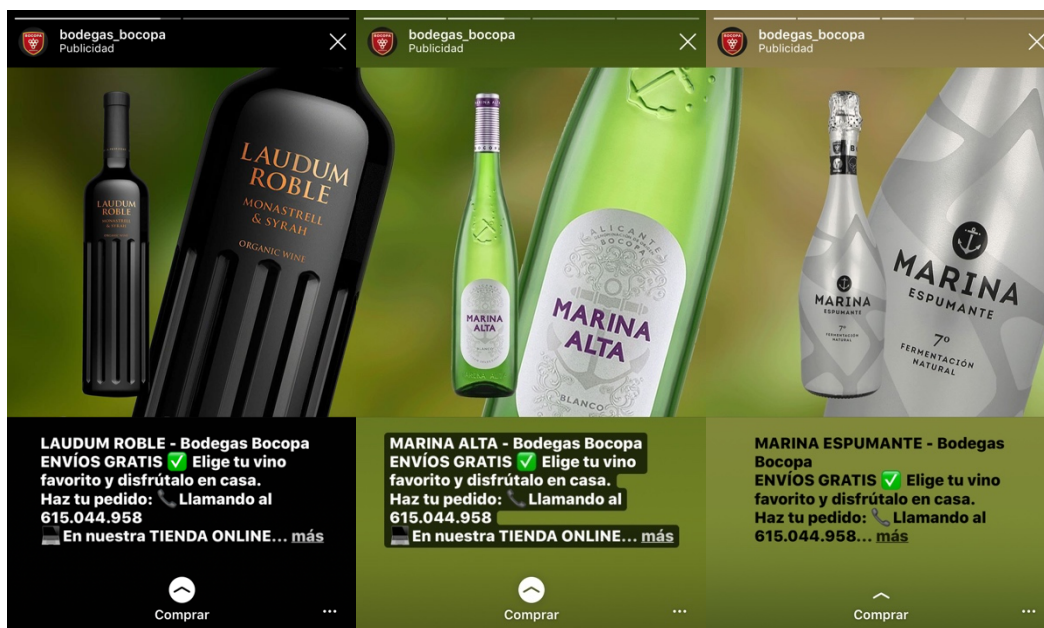 bodegas_bocopa
Publicidad
LAUDUM
ROBLE
MONASTRELL
& SYRAH
LAUDUM
ROBLE
MONASTRELL
& SYRAH
ORGANIC WINE
LAUDUM ROBLE - Bodegas Bocopa
ENVÍOS GRATIS ✅ Elige tu vino
favorito y disfrútalo en casa.
Haz tu pedido: 📞 Llamando al
615.044.958
💻 En nuestra TIENDA ONLINE... más
Comprar
bodegas_bocopa
Publicidad
MARINA ALTA
MARINA
ALTA
ALICANTE
BOCOPA
MARINA
ALTA
BLANCO
MARINA ALTA - Bodegas Bocopa
ENVÍOS GRATIS ✅ Elige tu vino
favorito y disfrútalo en casa.
Haz tu pedido: 📞 Llamando al
615.044.958
💻 En nuestra TIENDA ONLINE... más
Comprar
bodegas_bocopa
Publicidad
MARINA
ESPUMANTE
7º
FERMENTACIÓN
NATURAL
MARINA
ESPUMANTE
7º
FERMENTACIÓN
NATURAL
MARINA ESPUMANTE - Bodegas
Bocopa
ENVÍOS GRATIS ✅ Elige tu vino
favorito y disfrútalo en casa.
Haz tu pedido: 📞 Llamando al
615.044.958... más
Comprar